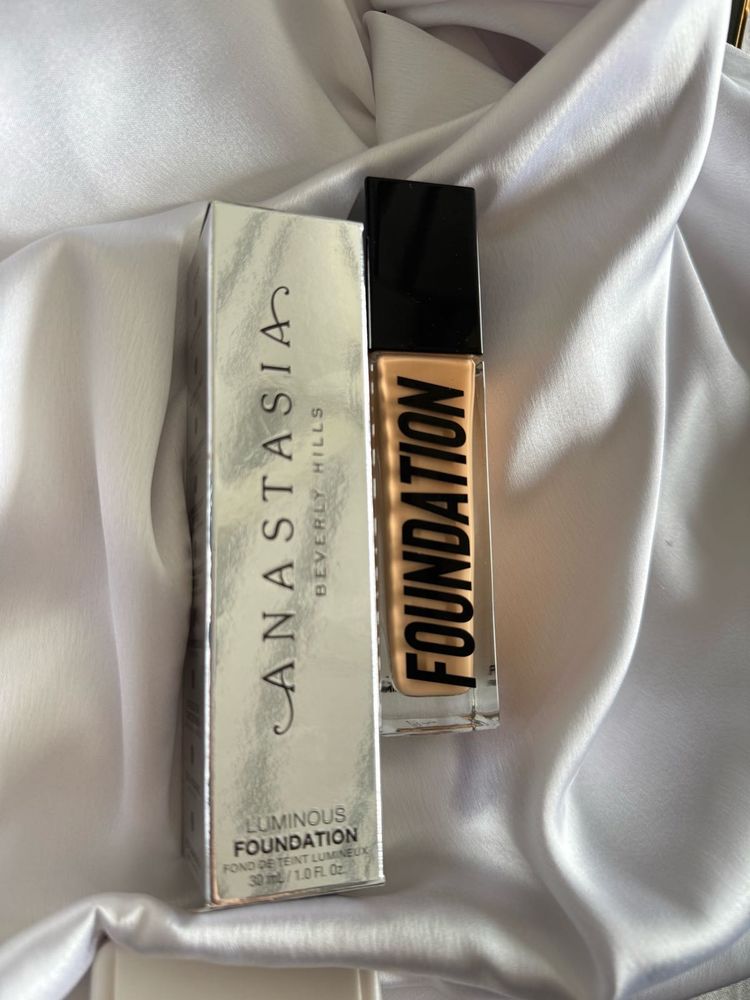 ANASTASIA
BEVERLY HILLS
LUMINOUS
FOUNDATION
FOND DE TEINT LUMINEUX
30 mL / 1.0 Fl. Oz.
FOUNDATION